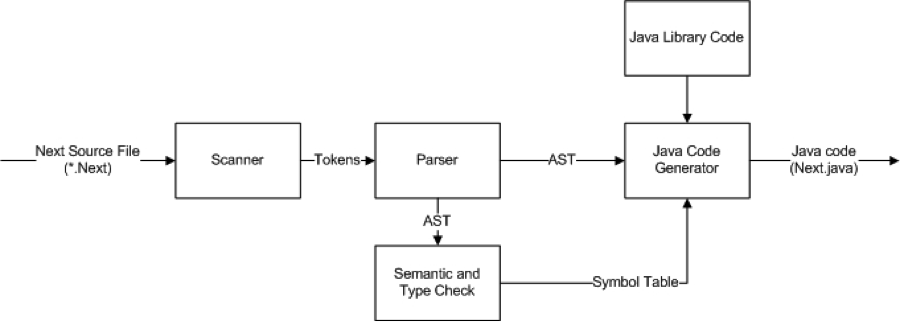 Java Library Code
Next Source File
(*.Next)
Scanner
Tokens
Parser
AST
Java Code
Generator
Java code
(Next.java)
AST
Semantic and
Type Check
Symbol Table